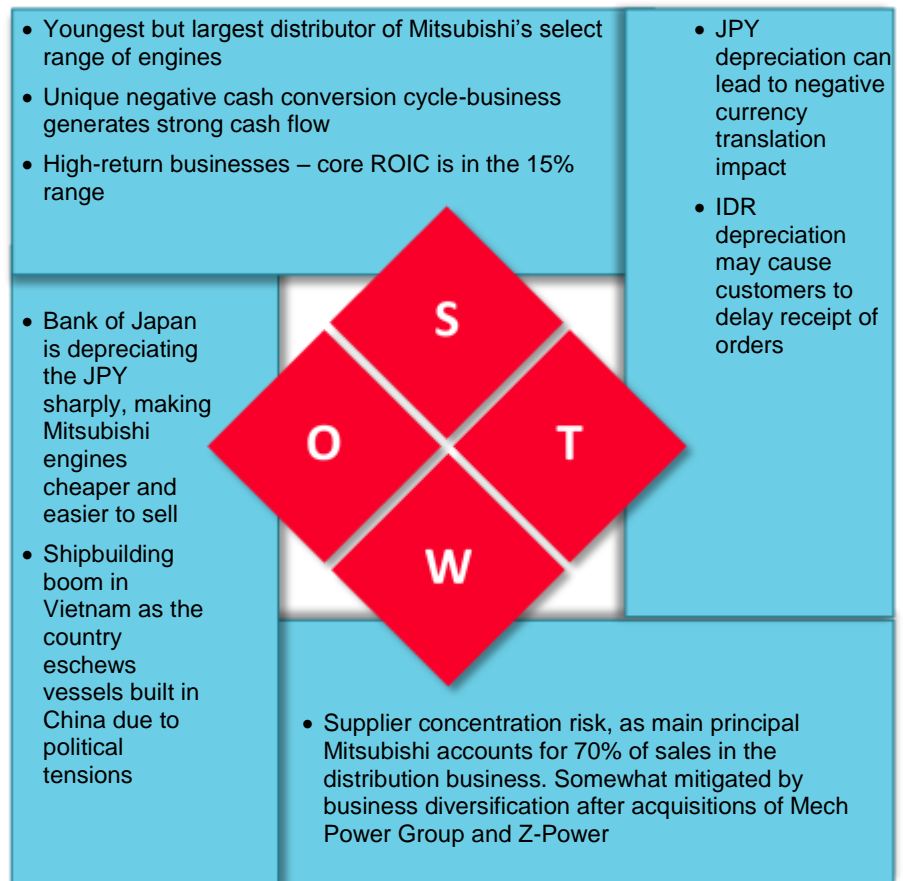 • Youngest but largest distributor of Mitsubishi’s select
range of engines
• Unique negative cash conversion cycle-business
generates strong cash flow
• High-return businesses – core ROIC is in the 15%
range
• JPY
depreciation can
lead to negative
currency
translation
impact
• IDR
depreciation
may cause
customers to
delay receipt of
orders
S
O
T
W
• Bank of Japan
is depreciating
the JPY
sharply, making
Mitsubishi
engines
cheaper and
easier to sell
• Shipbuilding
boom in
Vietnam as the
country
eschews
vessels built in
China due to
political
tensions
• Supplier concentration risk, as main principal
Mitsubishi accounts for 70% of sales in the
distribution business. Somewhat mitigated by
business diversification after acquisitions of Mech
Power Group and Z-Power